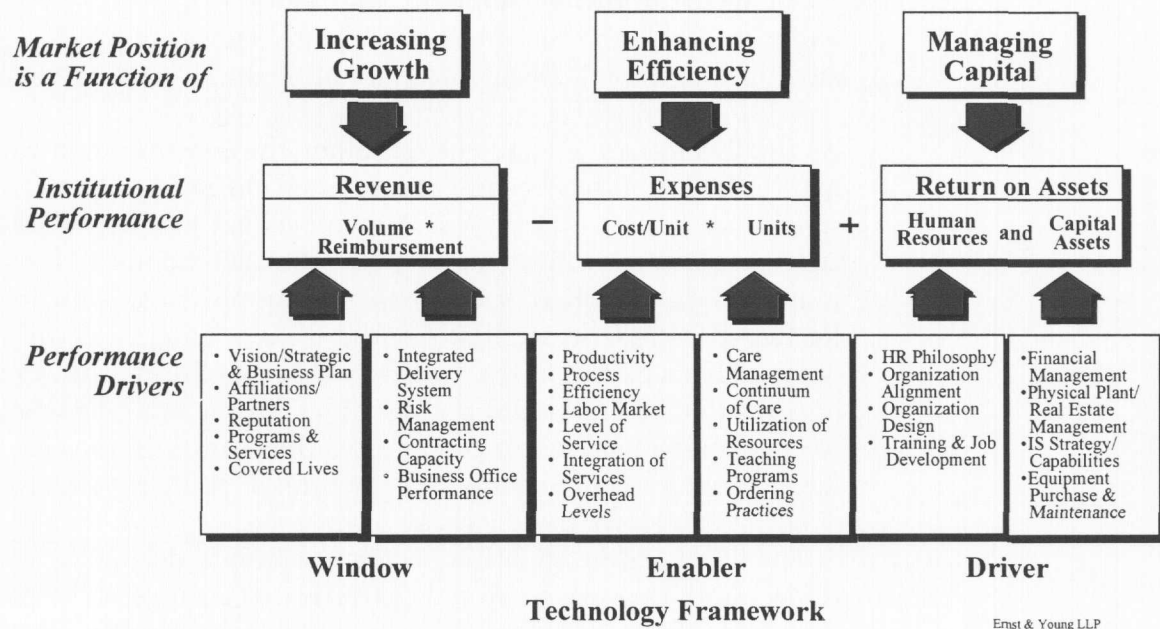 Market Position
is a Function of
Increasing
Growth
Enhancing
Efficiency
Managing
Capital
Institutional
Performance
Revenue
Volume *
Reimbursement
−
Expenses
Cost/Unit * Units
+
Return on Assets
Human
Resources and Capital
Assets
Performance
Drivers
• Vision/Strategic
& Business Plan
• Affiliations/
Partners
• Reputation
• Programs &
Services
• Covered Lives
• Integrated
Delivery
System
• Risk
Management
• Contracting
Capacity
• Business Office
Performance
• Productivity
• Process
• Efficiency
• Labor Market
• Level of
Service
• Integration of
Services
• Overhead
Levels
• Care
Management
• Continuum
of Care
• Utilization of
Resources
• Teaching
Programs
• Ordering
Practices
• HR Philosophy
• Organization
Alignment
• Organization
Design
• Training & Job
Development
•Financial
Management
•Physical Plant/
Real Estate
Management
•IS Strategy/
Capabilities
•Equipment
Purchase &
Maintenance
Window
Enabler
Driver
Technology Framework
Ernst & Young LLP